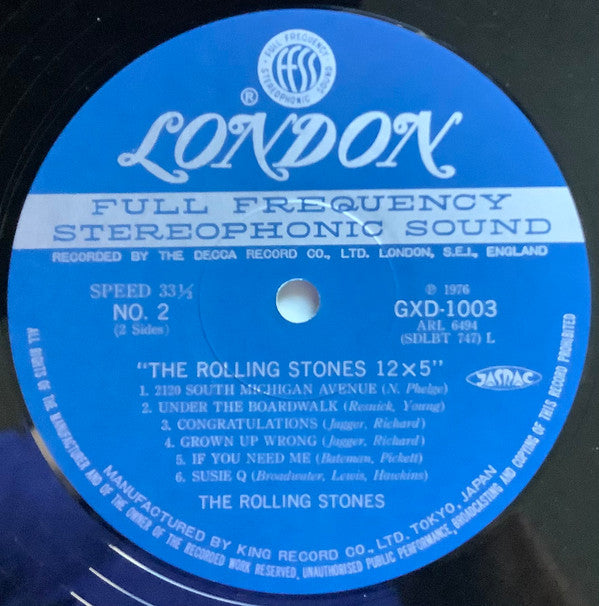 FULL FREQUENCY
STEREOPHONIC SOUND
FFSS
®
LONDON
FULL FREQUENCY
STEREOPHONIC SOUND
RECORDED BY THE DECCA RECORD CO., LTD. LONDON, S.E.I., ENGLAND
SPEED 33⅓
NO. 2
(2 Sides)
℗ 1976
GXD-1003
ARL 6494
(SDLBT 747) L
"THE ROLLING STONES 12×5"
1. 2120 SOUTH MICHIGAN AVENUE (N. Phelge)
2. UNDER THE BOARDWALK (Resnick, Young)
3. CONGRATULATIONS (Jagger, Richard)
4. GROWN UP WRONG (Jagger, Richard)
5. IF YOU NEED ME (Bateman, Pickett)
6. SUSIE Q (Broadwater, Lewis, Hawkins)
THE ROLLING STONES
JASRAC
MANUFACTURED BY KING RECORD CO., LTD. TOKYO, JAPAN
ALL RIGHTS OF THE MANUFACTURER AND OF THE OWNER OF THE RECORDED WORK RESERVED, UNAUTHORISED PUBLIC PERFORMANCE, BROADCASTING AND COPYING OF THIS RECORD PROHIBITED